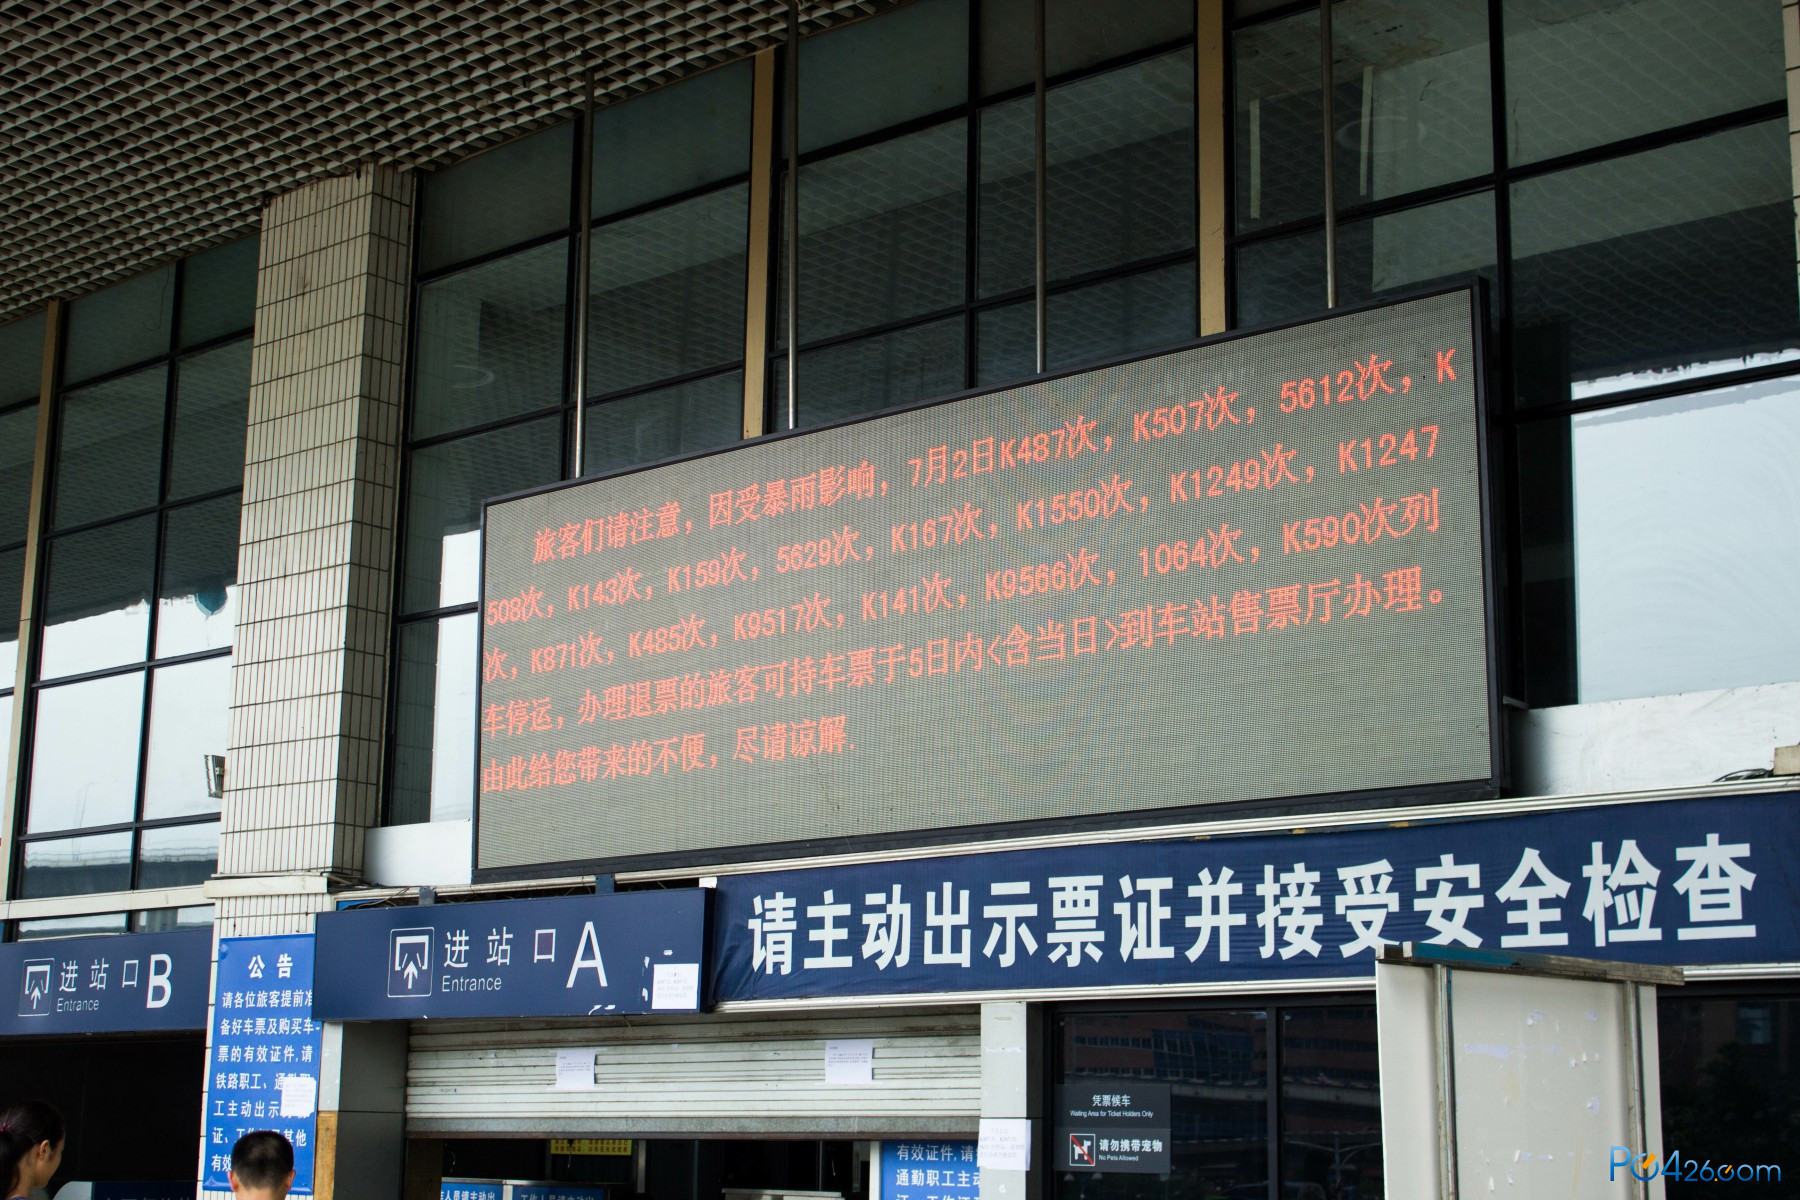 旅客们请注意，因受暴雨影响，7月2日K487次，K507次，5612次，K
508次，K143次，K159次，5629次，K167次，K1550次，K1249次，K1247
次，K871次，K485次，K9517次，K141次，K9566次，1064次，K590次列
车停运，办理退票的旅客可持车票于5日内<含当日>到车站售票厅办理。
由此给您带来的不便，尽请谅解.
请主动出示票证并接受安全检查
进站口A
Entrance
进站口B
Entrance
公告
请各位旅客提前准
备好车票及购买车
票的有效证件,请
铁路职工、通勤职
工主动出示
证、工作
其他
有效
凭票候车
Waiting Area for Ticket Holders Only
请勿携带宠物
No Pets Allowed
有效证件,请
通勤职工主动
PC426.com